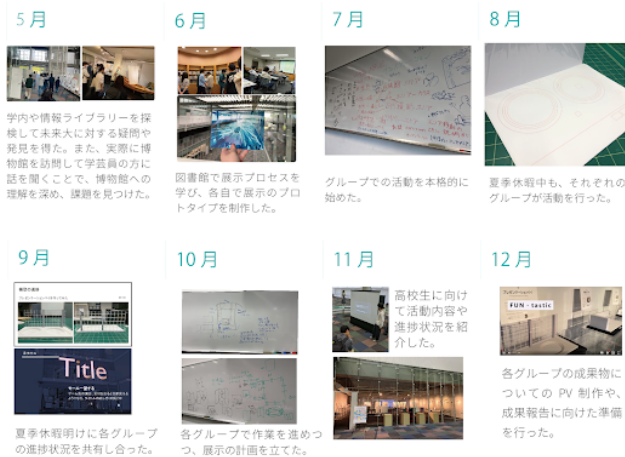 5月
学内や情報ライブラリーを探
検して未来大に対する疑問や
発見を得た。また、実際に博
物館を訪問して学芸員の方に
話を聞くことで、博物館への
理解を深め、課題を見つけた。
6月
図書館で展示プロセスを
学び、各自で展示のプロ
トタイプを制作した。
7月
グループでの活動を本格的に
始めた。
8月
夏季休暇中も、それぞれの
グループが活動を行った。
9月
Title
夏季休暇明けに各グループ
の進捗状況を共有し合った。
10月
各グループで作業を進めつ
つ、展示の計画を立てた。
11月
高校生に向け
て活動内容や
進捗状況を紹
介した。
12月
FUN - tastic
各グループの成果物に
ついての PV 制作や、
成果報告に向けた準備
を行った。